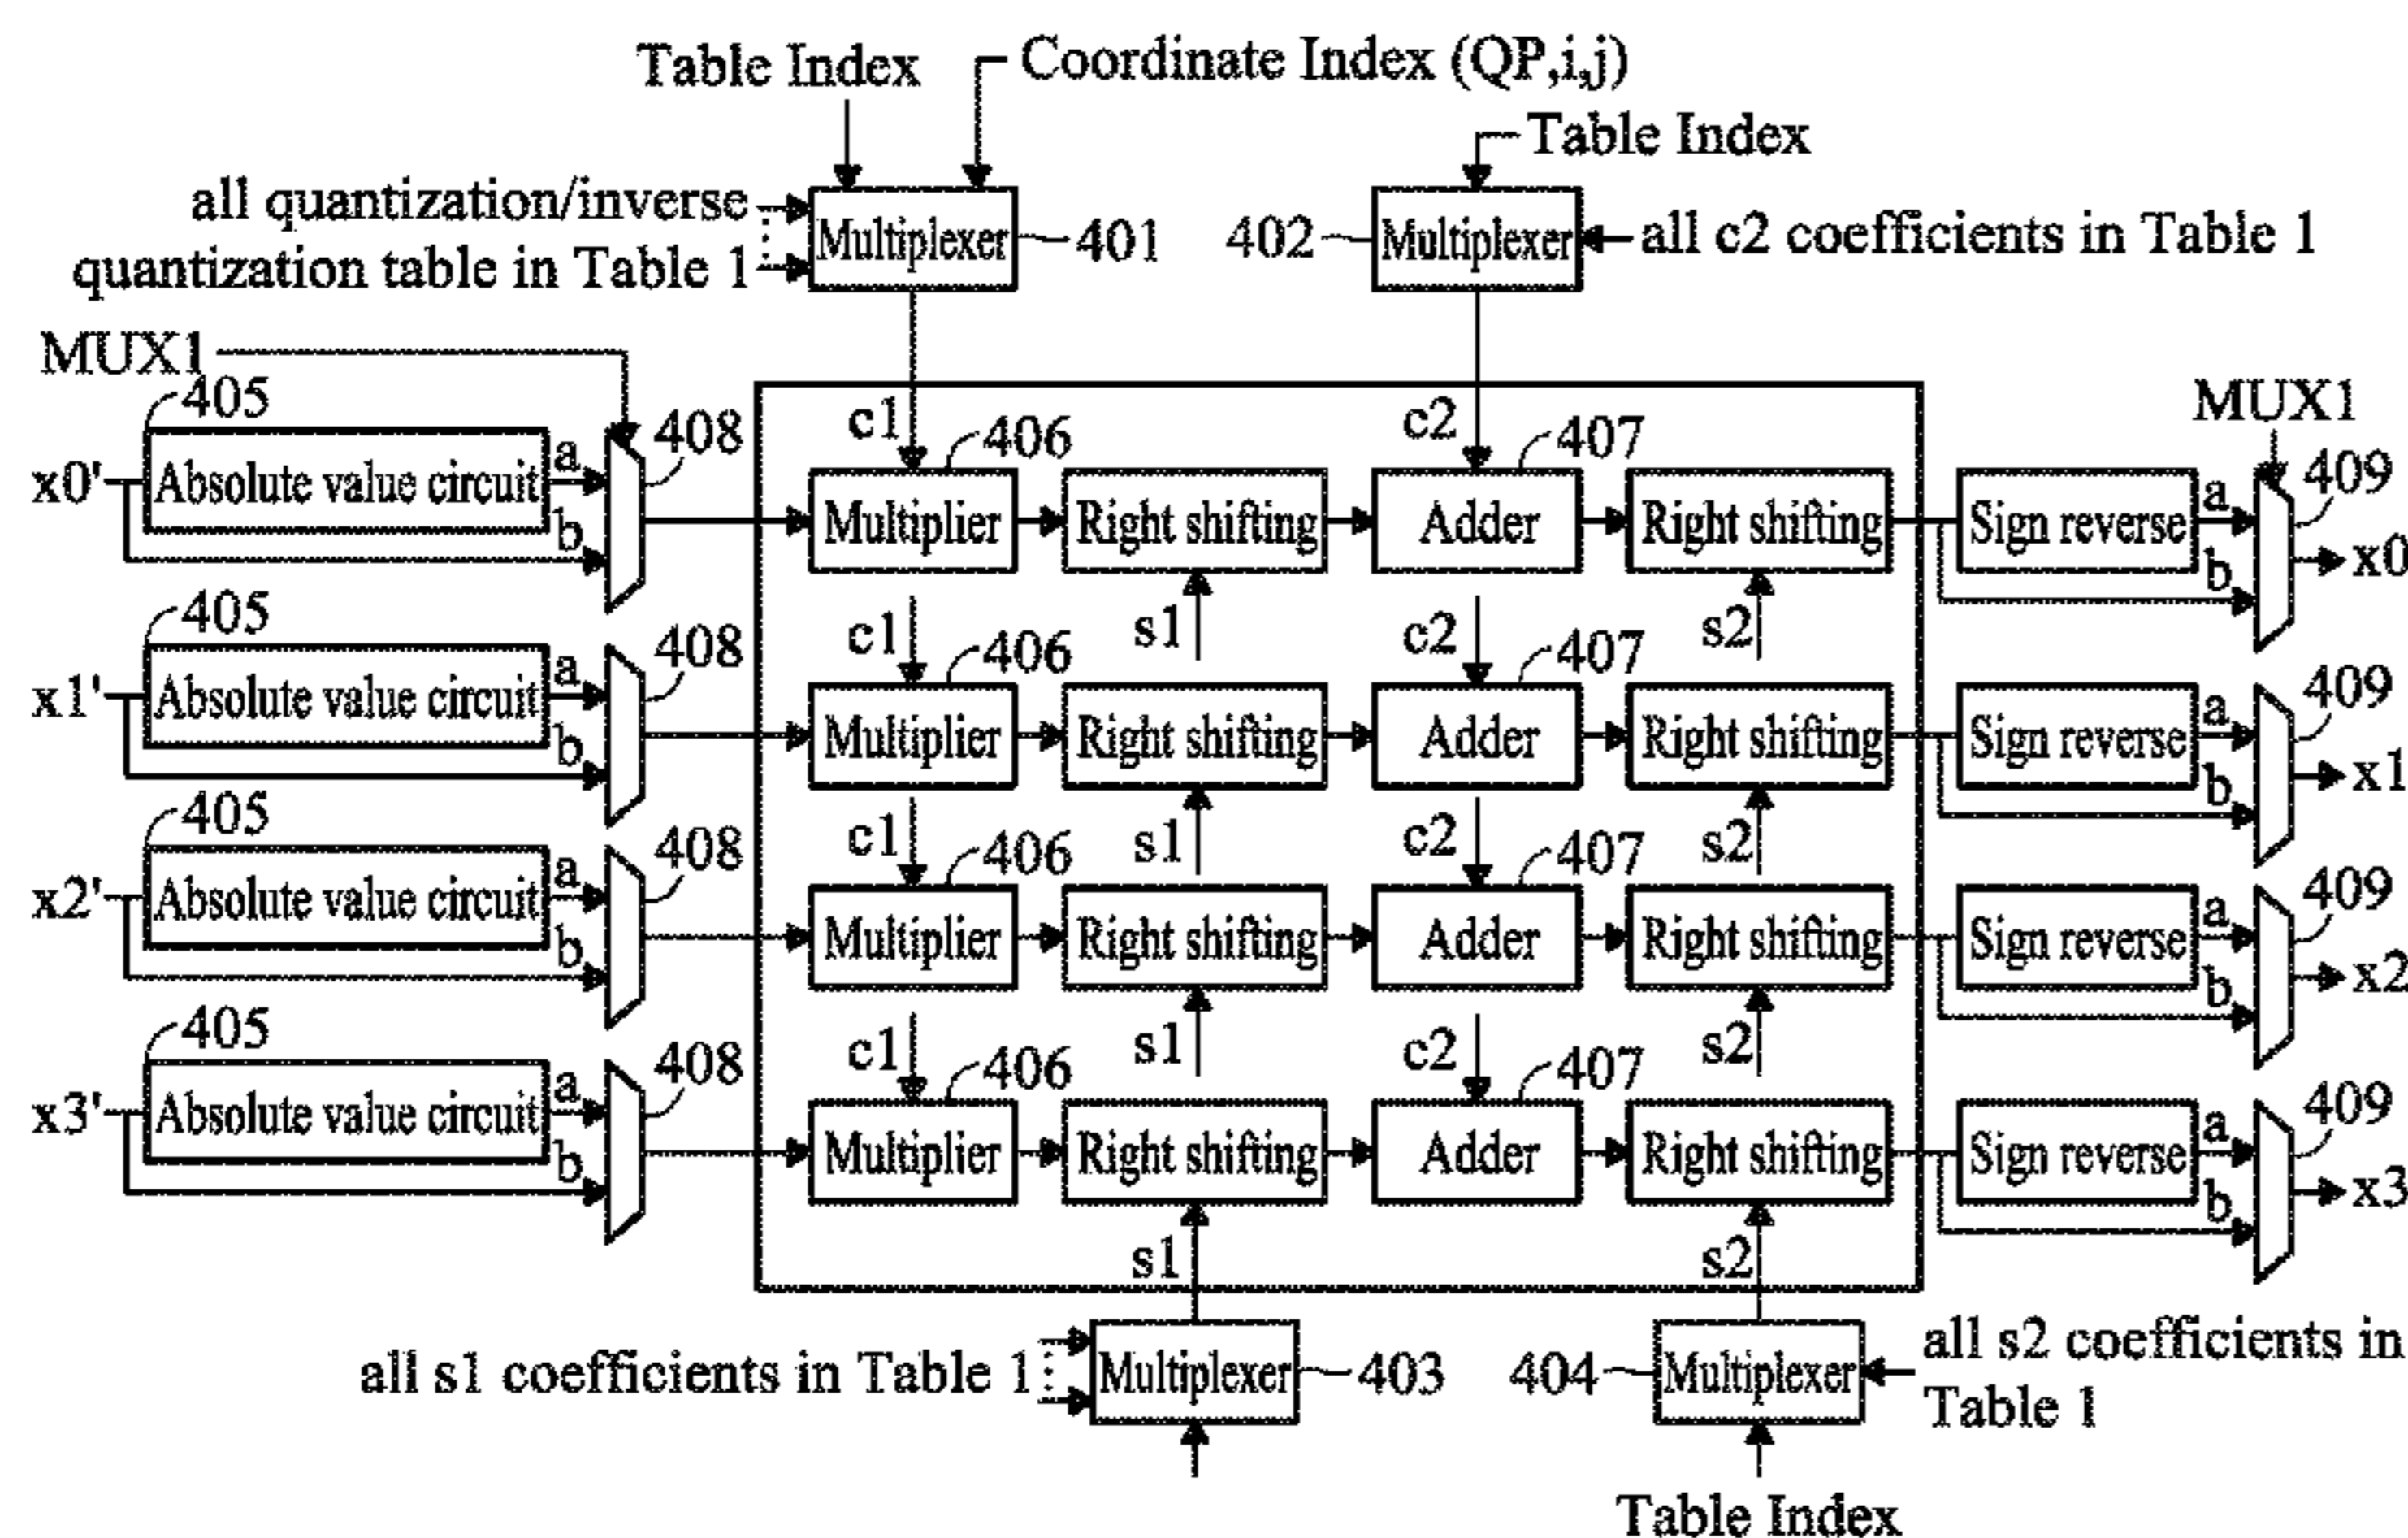 Table Index
Coordinate Index (QP,i,j)
Table Index
all quantization/inverse
quantization table in Table 1
Multiplexer
401
402
Multiplexer
all c2 coefficients in Table 1
MUX1
MUX1
405
408
c1
406
c2
407
409
x0'
Absolute value circuit
a
b
Multiplier
Right shifting
Adder
Right shifting
Sign reverse
a
b
x0
405
408
c1
406
s1
c2
407
s2
409
x1'
Absolute value circuit
a
b
Multiplier
Right shifting
Adder
Right shifting
Sign reverse
a
b
x1
405
408
c1
406
s1
c2
407
s2
409
x2'
Absolute value circuit
a
b
Multiplier
Right shifting
Adder
Right shifting
Sign reverse
a
b
x2
405
408
c1
406
s1
c2
407
s2
409
x3'
Absolute value circuit
a
b
Multiplier
Right shifting
Adder
Right shifting
Sign reverse
a
b
x3
s1
s2
all s1 coefficients in Table 1
Multiplexer
403
404
Multiplexer
all s2 coefficients in
Table 1
Table Index